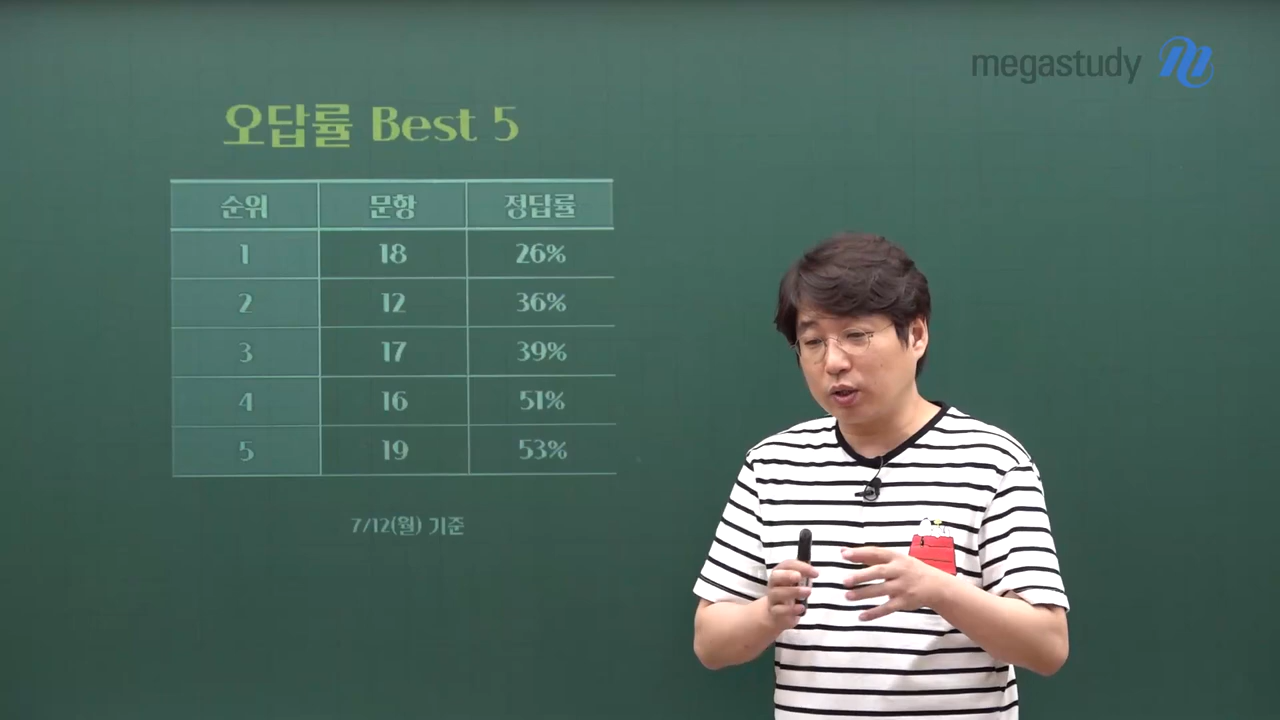 megastudy
오답률 Best 5
순위 문항 정답률
1 18 26%
2 12 36%
3 17 39%
4 16 51%
5 19 53%
7/12(월) 기준